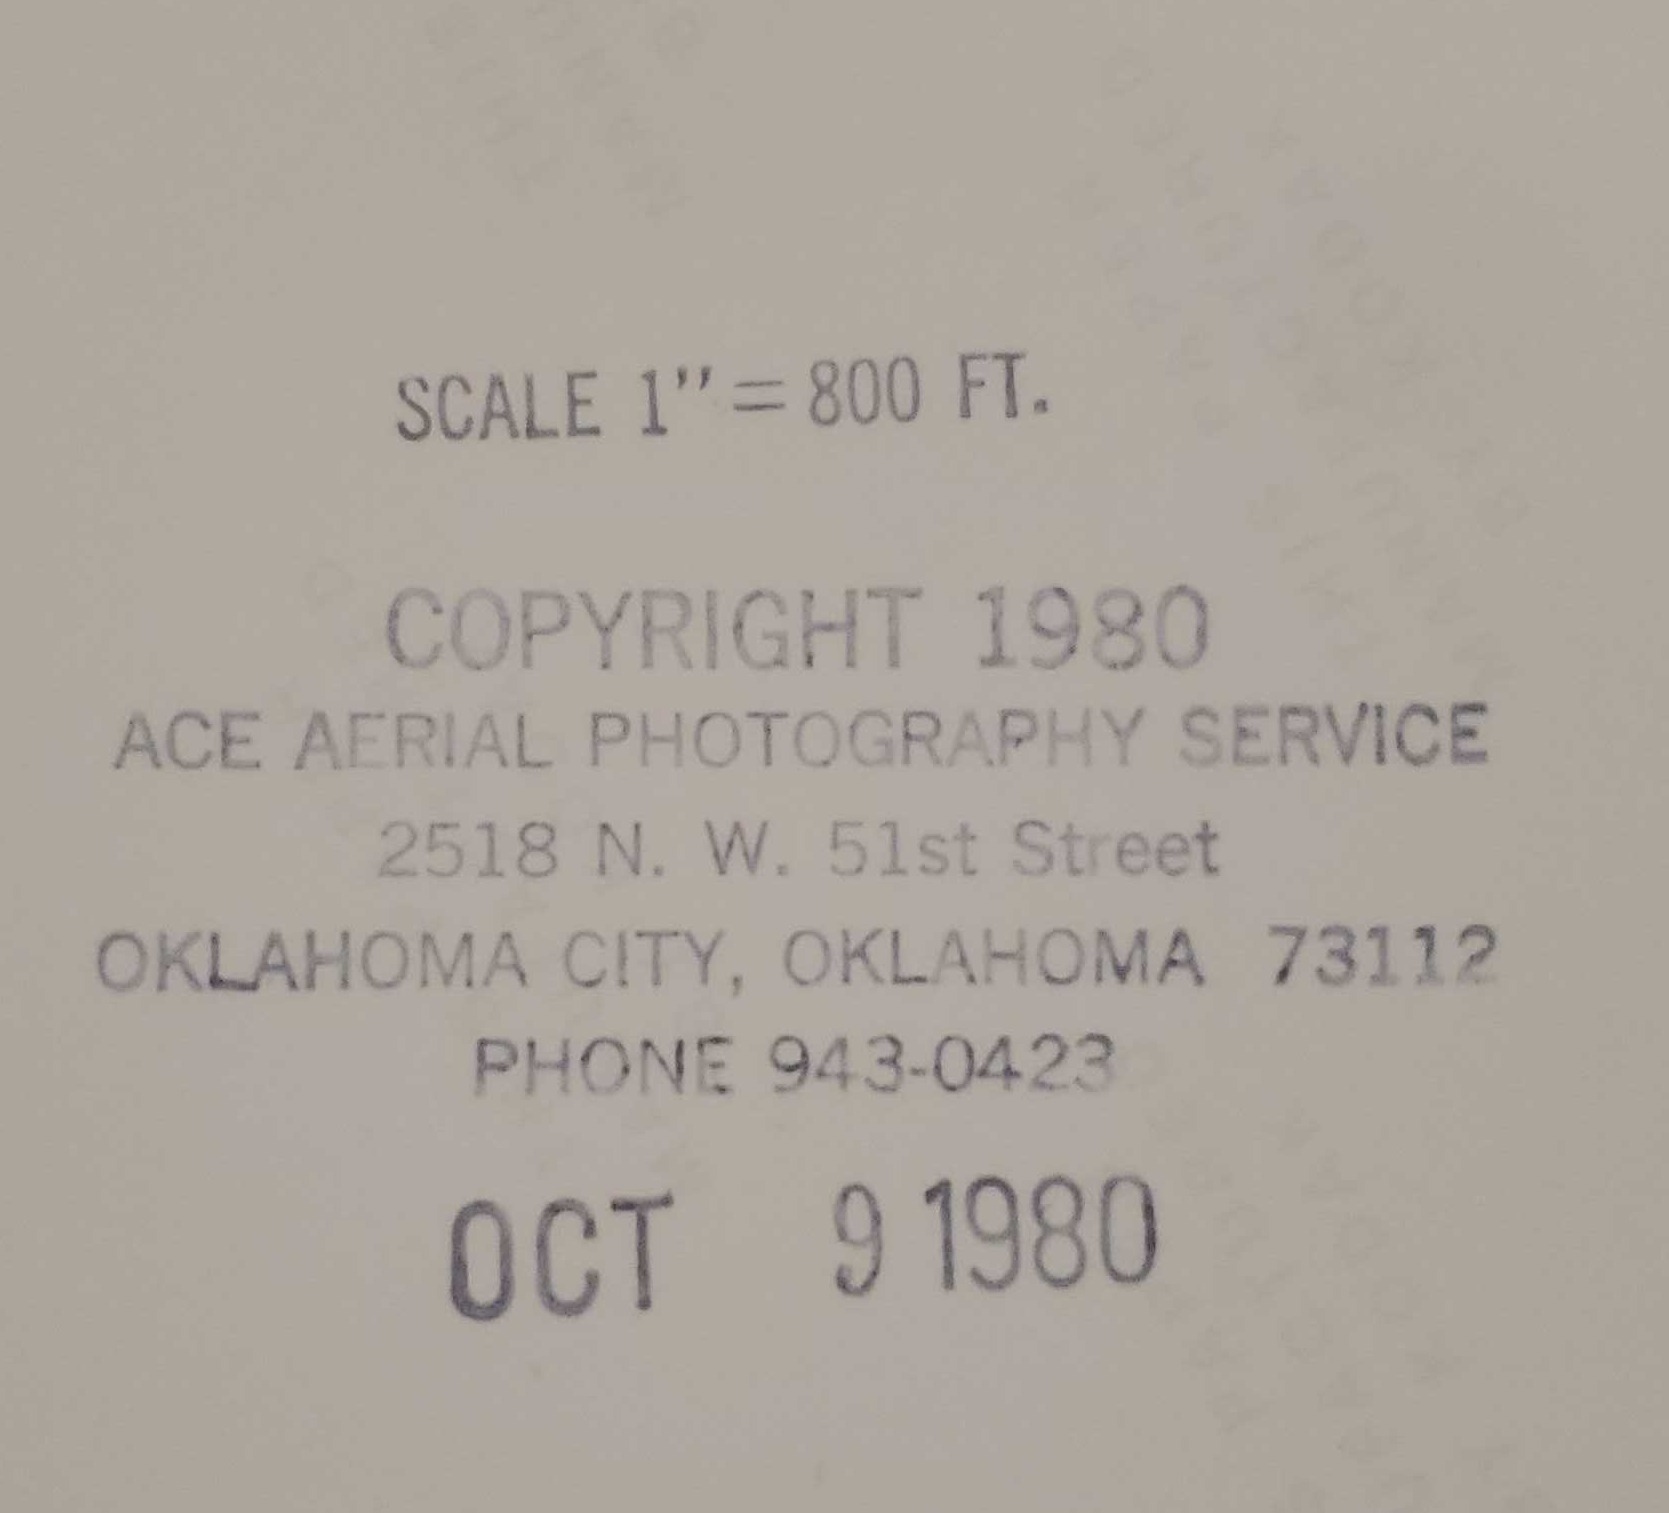 SCALE 1" = 800 FT.
COPYRIGHT 1980
ACE AERIAL PHOTOGRAPHY SERVICE
2518 N. W. 51st Street
OKLAHOMA CITY, OKLAHOMA 73112
PHONE 943-0423
OCT 9 1980